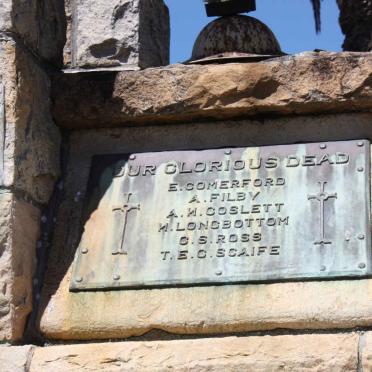 OUR GLORIOUS DEAD
E. COMERFORD
A. FILBY
A. M. COSLETT
M. LONGBOTTOM
C. S. ROSS
T. E. C. SCAIFE